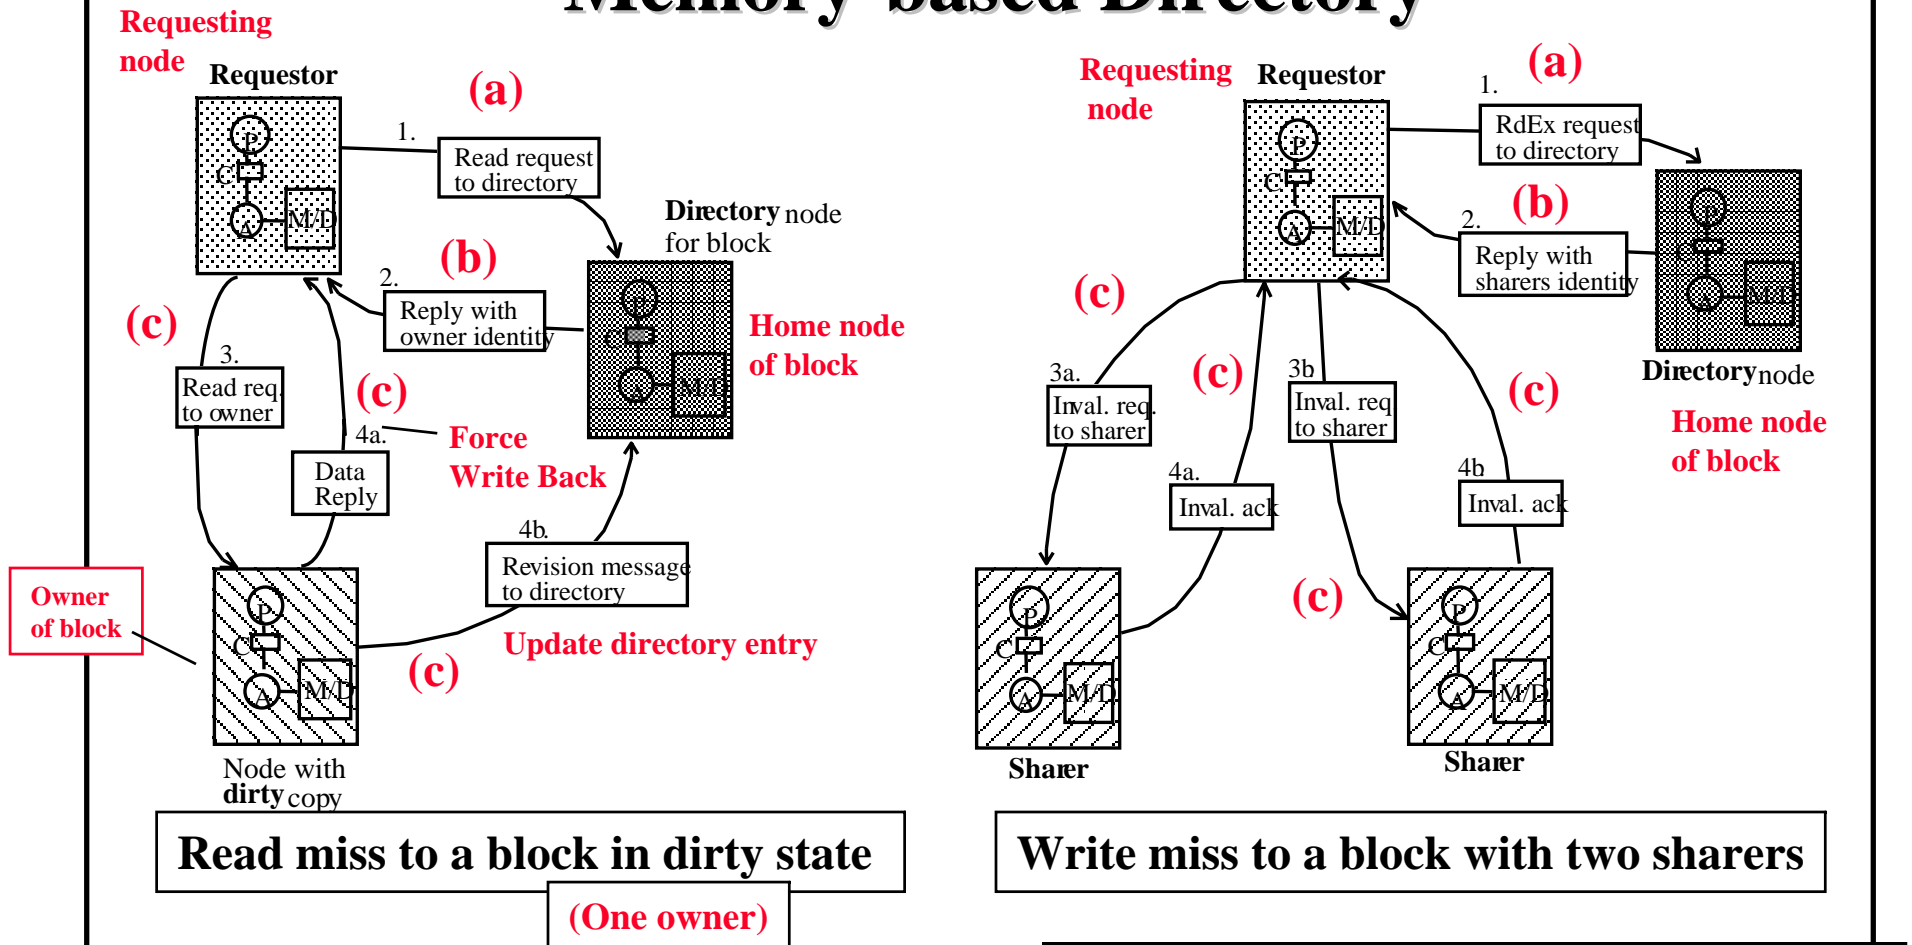 Memory-based Directory
Requesting
node
Requestor
(a)
1.
Read request
to directory
P
C
A
M/D
Directory node
for block
(b)
2.
Reply with
owner identity
P
C
A
M/D
Home node
of block
(c)
3.
Read req.
to owner
(c)
4a.
Data
Reply
Force
Write Back
4b.
Revision message
to directory
Update directory entry
(c)
Owner
of block
P
C
A
M/D
Node with
dirty copy
Read miss to a block in dirty state
(One owner)
Requesting
node
Requestor
(a)
1.
RdEx request
to directory
P
C
A
M/D
(b)
2.
Reply with
sharers identity
P
C
A
M/D
Directory node
Home node
of block
(c)
3a.
Inval. req.
to sharer
(c)
4a.
Inval. ack
3b
Inval. req
to sharer
(c)
(c)
4b
Inval. ack
P
C
A
M/D
Sharer
P
C
A
M/D
Sharer
Write miss to a block with two sharers